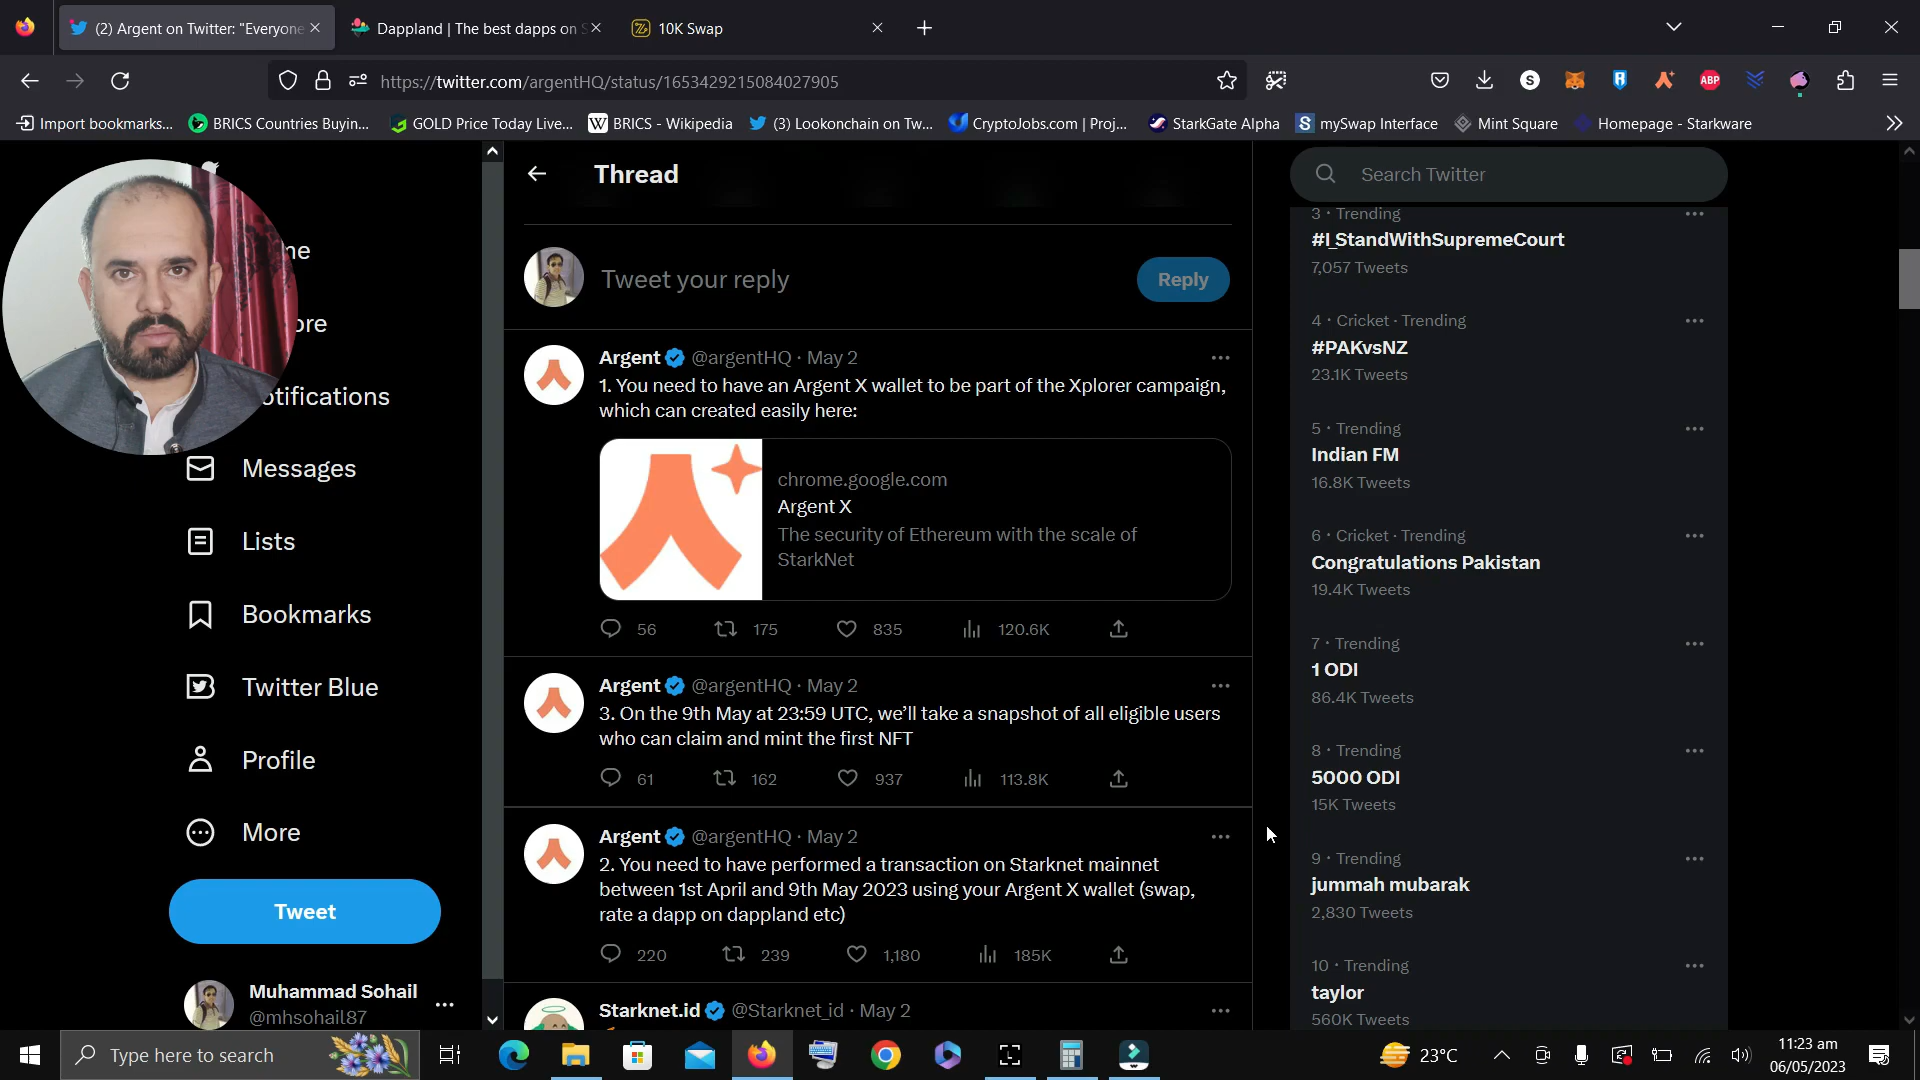 (2) Argent on Twitter: "Everyone
Dappland | The best dapps on S
10K Swap
https://twitter.com/argentHQ/status/1653429215084027905
ABP
Import bookmarks...
BRICS Countries Buyin...
GOLD Price Today Live...
BRICS - Wikipedia
(3) Lookonchain on Tw...
CryptoJobs.com | Proj...
StarkGate Alpha
mySwap Interface
Mint Square
Homepage - Starkware
Messages
Lists
Bookmarks
Twitter Blue
Profile
More
Tweet
Muhammad Sohail
@mhsohail87
Thread
Tweet your reply
Reply
Argent @argentHQ · May 2
1. You need to have an Argent X wallet to be part of the Xplorer campaign,
which can created easily here:
chrome.google.com
Argent X
The security of Ethereum with the scale of
StarkNet
56 175 835 120.6K
Argent @argentHQ · May 2
3. On the 9th May at 23:59 UTC, we'll take a snapshot of all eligible users
who can claim and mint the first NFT
61 162 937 113.8K
Argent @argentHQ · May 2
2. You need to have performed a transaction on Starknet mainnet
between 1st April and 9th May 2023 using your Argent X wallet (swap,
rate a dapp on dappland etc)
220 239 1,180 185K
Starknet.id @Starknet_id · May 2
Search Twitter
3 · Trending
#I_StandWithSupremeCourt
7,057 Tweets
4 · Cricket · Trending
#PAKvsNZ
23.1K Tweets
5 · Trending
Indian FM
16.8K Tweets
6 · Cricket · Trending
Congratulations Pakistan
19.4K Tweets
7 · Trending
1 ODI
86.4K Tweets
8 · Trending
5000 ODI
15K Tweets
9 · Trending
jummah mubarak
2,830 Tweets
10 · Trending
taylor
560K Tweets
Type here to search
23°C
11:23 am
06/05/2023